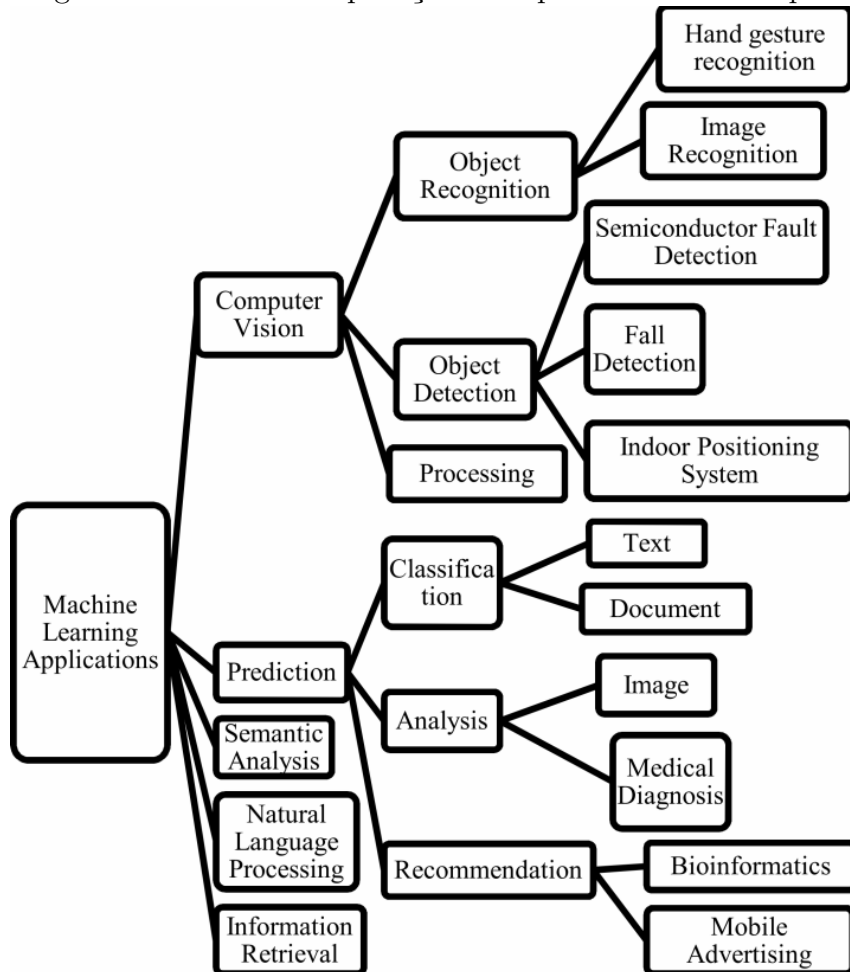 Hand gesture
recognition
Image
Recognition
Object
Recognition
Semiconductor Fault
Detection
Computer
Vision
Fall
Detection
Object
Detection
Indoor Positioning
System
Processing
Text
Classifica
tion
Document
Machine
Learning
Applications
Prediction
Image
Analysis
Semantic
Analysis
Medical
Diagnosis
Natural
Language
Processing
Recommendation
Bioinformatics
Information
Retrieval
Mobile
Advertising